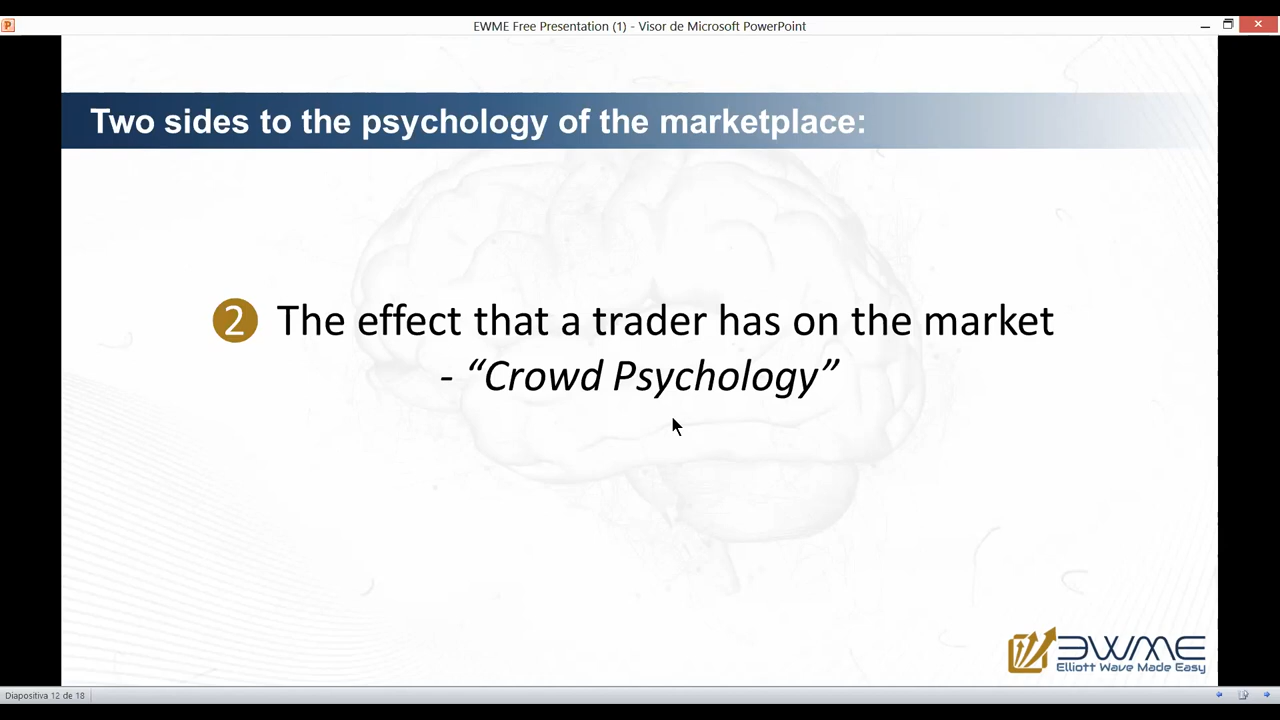 EWME Free Presentation (1) - Visor de Microsoft PowerPoint
Two sides to the psychology of the marketplace:
2 The effect that a trader has on the market
- “Crowd Psychology”
EWME
Elliott Wave Made Easy
Diapositiva 12 de 18